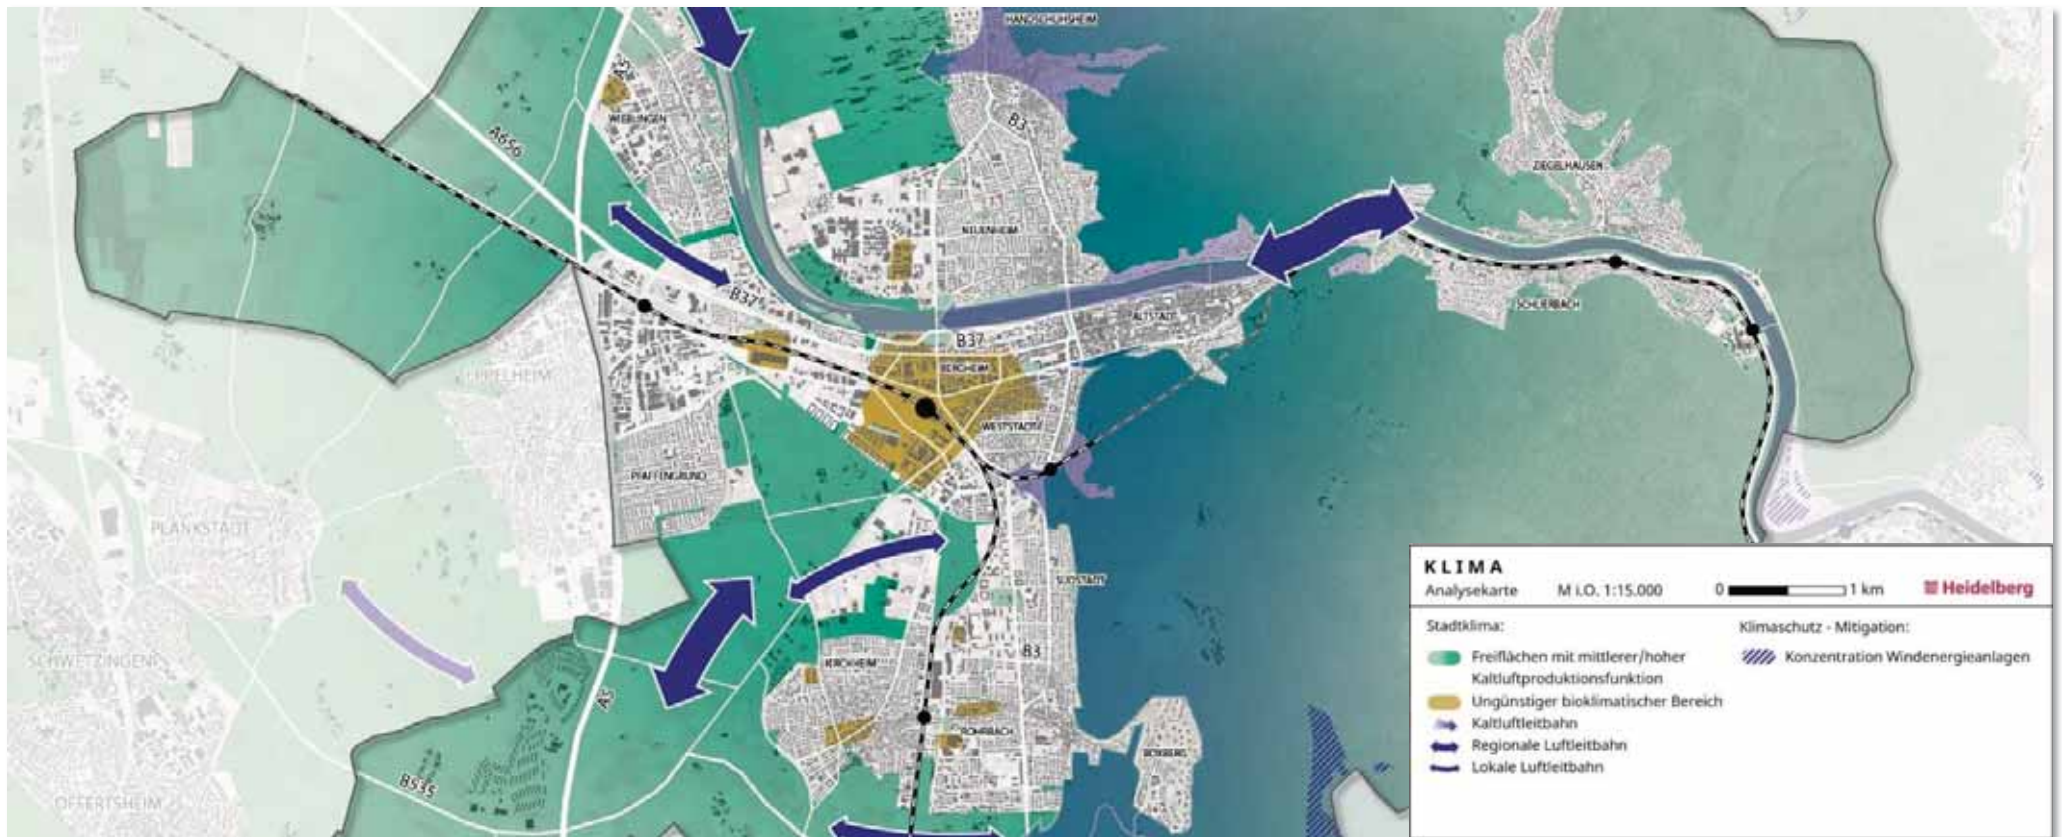 HANDSCHUHSHEIM
B3
A656
WIEBLINGEN
ZIEGELHAUSEN
NEUENHEIM
B37
SCHLIERBACH
ALTSTADT
B37
BERGHEIM
EPPELHEIM
WESTSTADT
PFAFFENGRUND
PLANKSTADT
SÜDSTADT
B3
KIRCHHEIM
SCHWETZINGEN
A5
ROHRBACH
BOXBERG
B535
OFTERSHEIM
KLIMA
Analysekarte M i.O. 1:15.000 0 1 km Heidelberg
Stadtklima:
Freiflächen mit mittlerer/hoher
Kaltluftproduktionsfunktion
Ungünstiger bioklimatischer Bereich
Kaltluftleitbahn
Regionale Luftleitbahn
Lokale Luftleitbahn
Klimaschutz - Mitigation:
Konzentration Windenergieanlagen